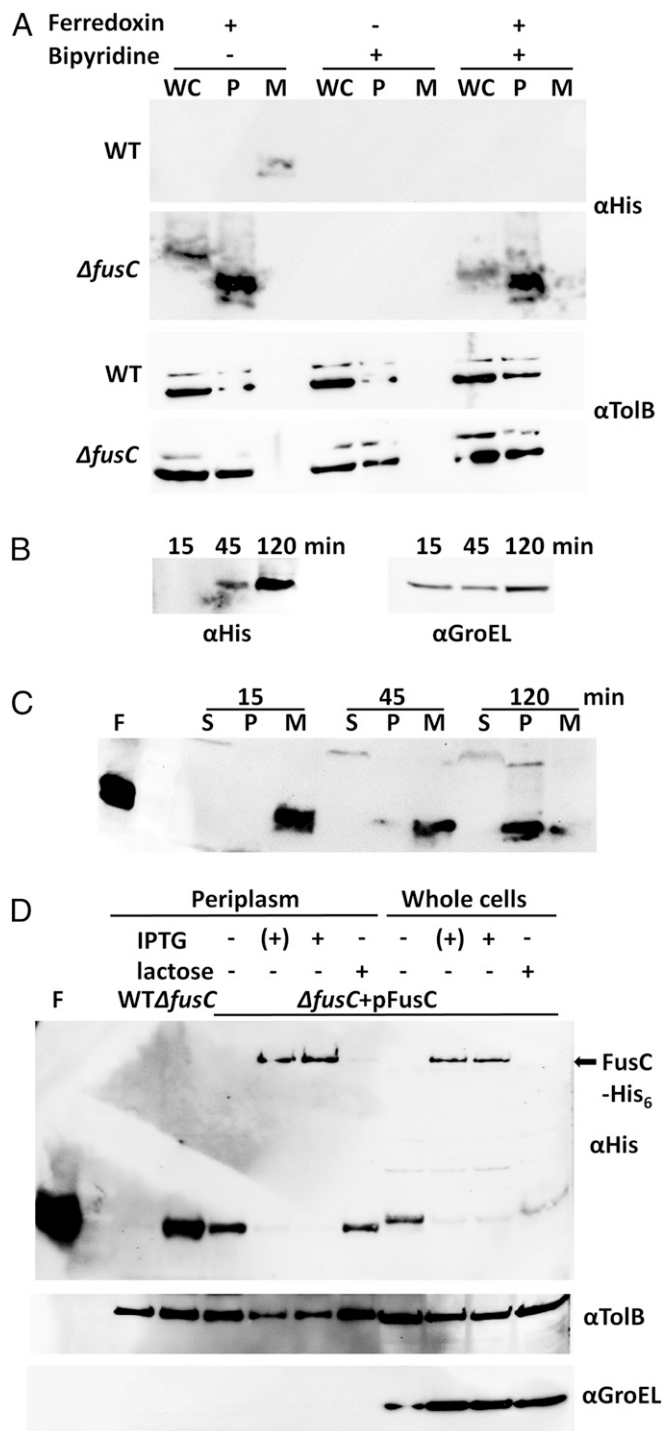 A
Ferredoxin + - +
Bipyridine - + +
WC P M WC P M WC P M
WT
αHis
ΔfusC
WT
αTolB
ΔfusC
B
15 45 120 min 15 45 120
αHis αGroEL
C
15 45 120 min
F S P M S P M S P M
D
Periplasm Whole cells
IPTG - (+) + - - (+) + -
lactose - - - + - - - +
F WT ΔfusC ΔfusC+pFusC
FusC
-His₆
αHis
αTolB
αGroEL